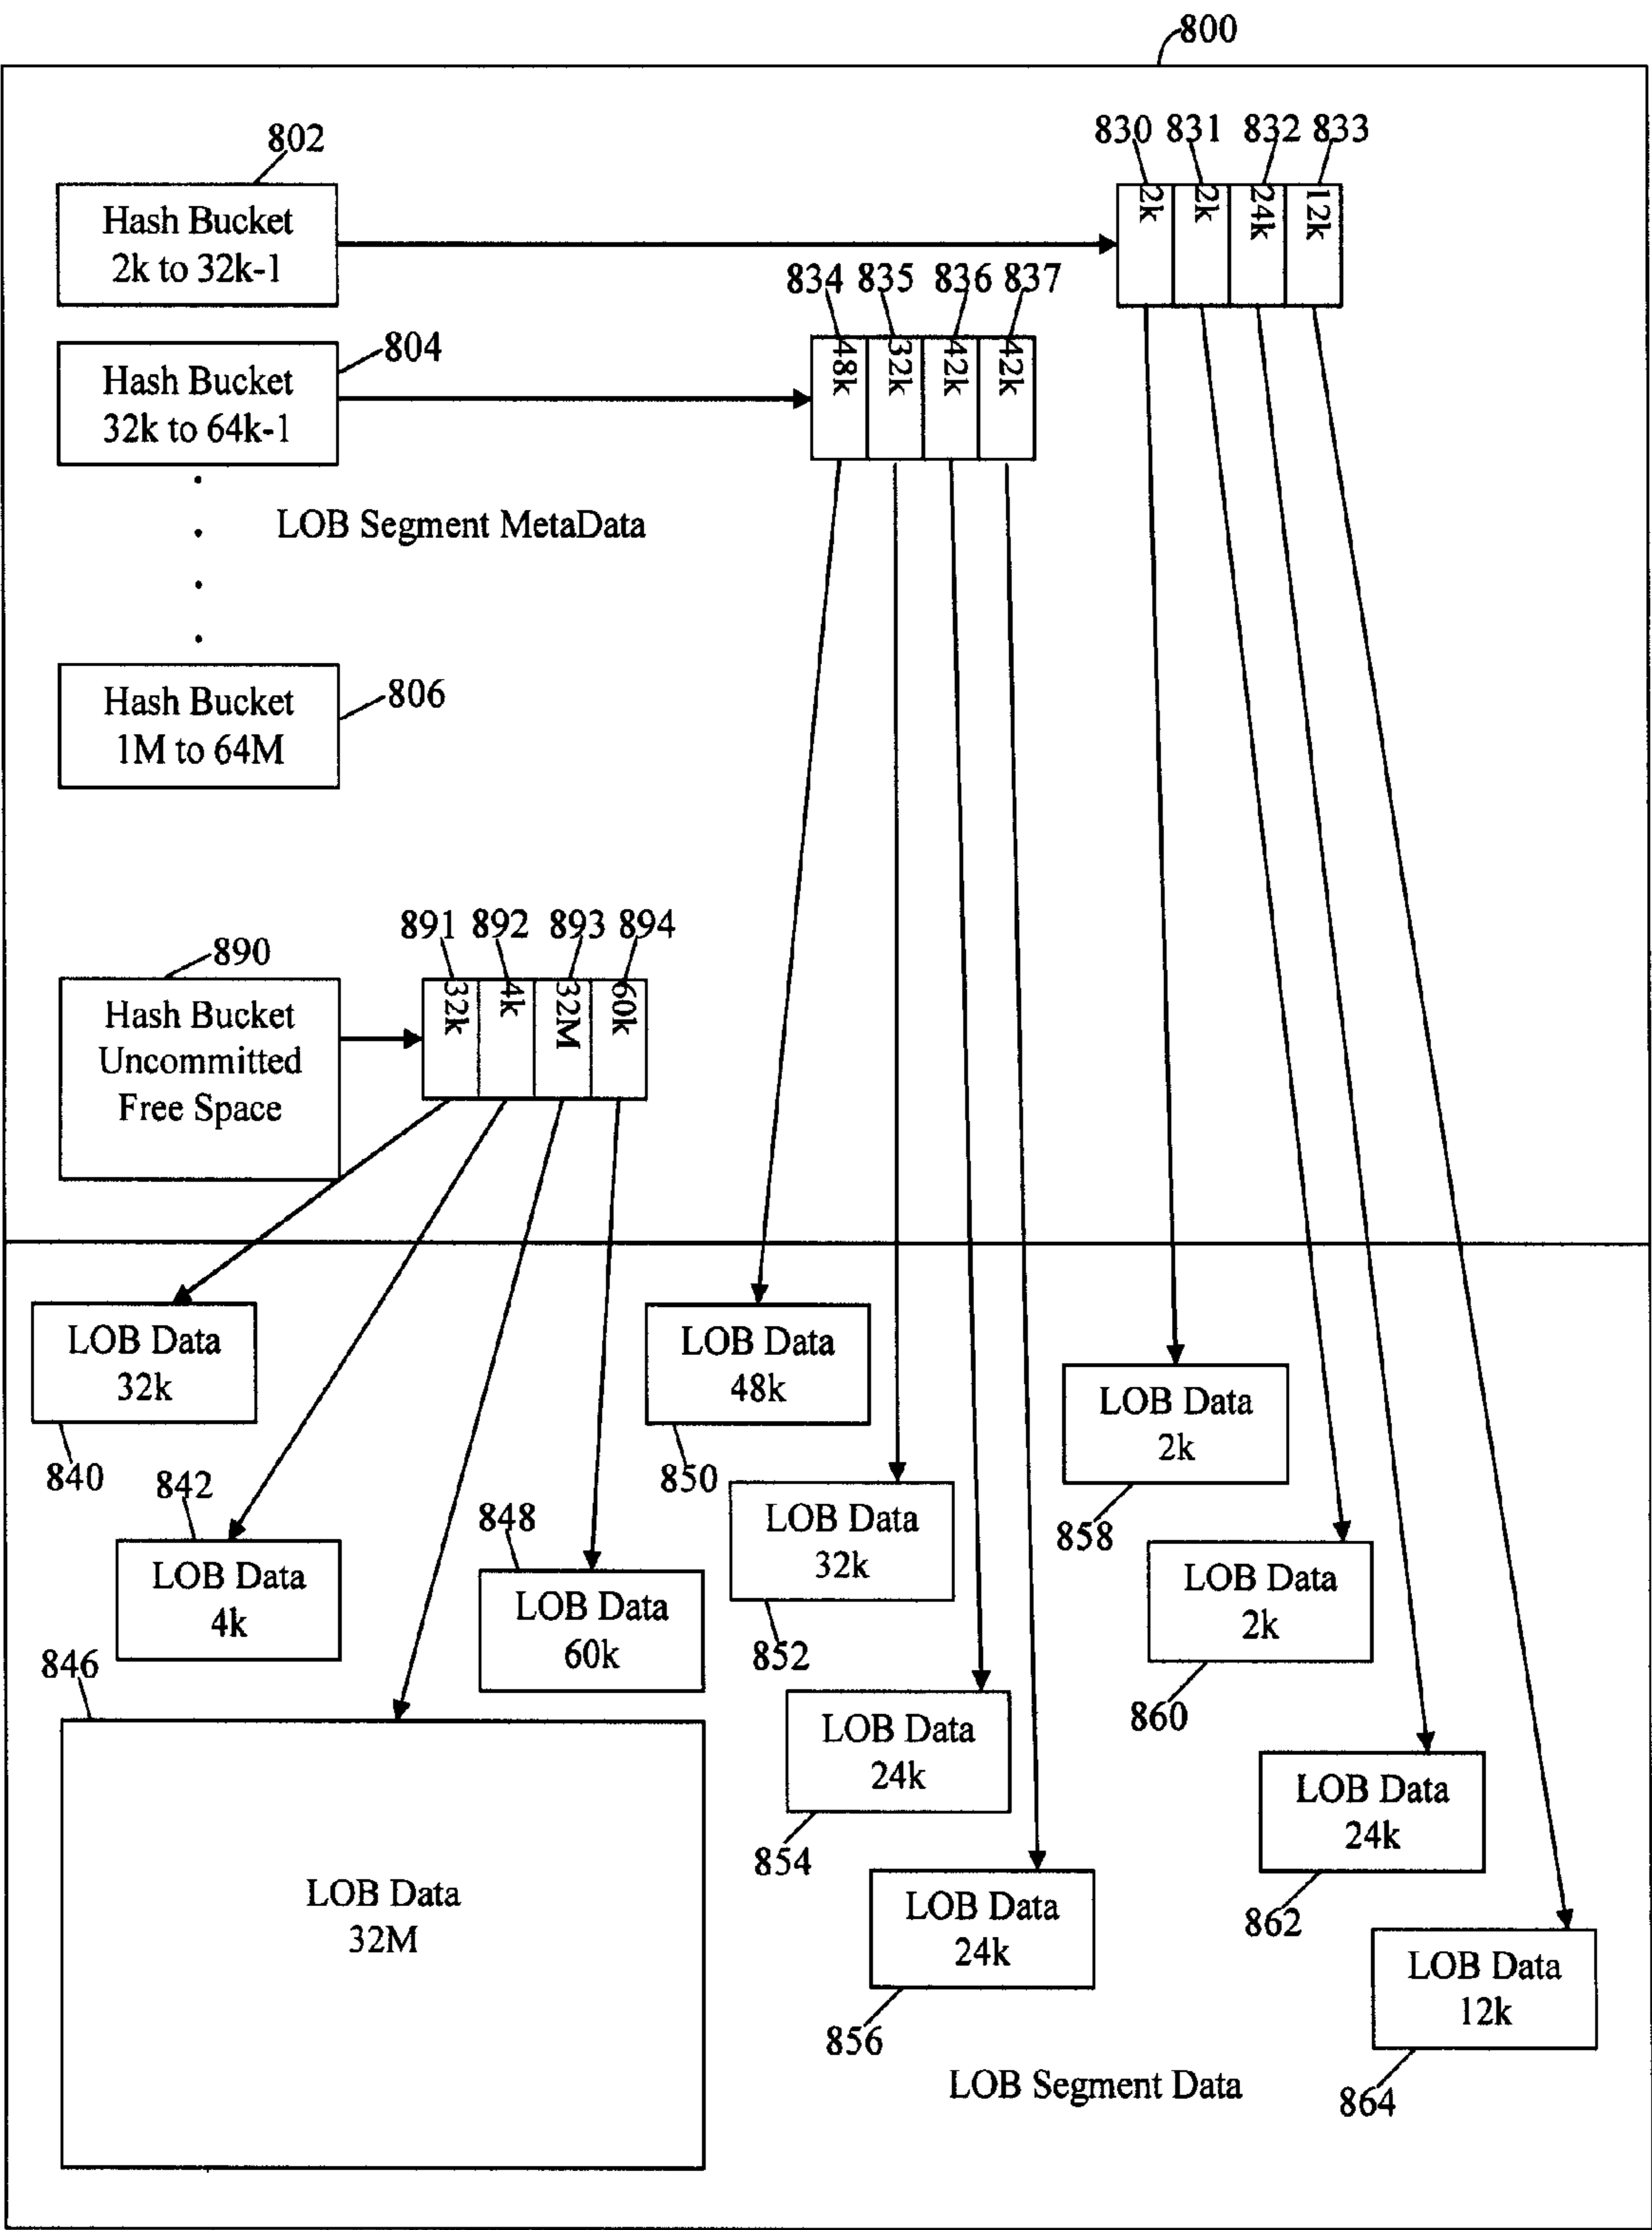 800
802
830 831 832 833
Hash Bucket
2k to 32k-1
2k
2k
24k
12k
834 835 836 837
804
Hash Bucket
32k to 64k-1
48k
32k
42k
42k
LOB Segment MetaData
Hash Bucket
1M to 64M
806
890
891 892 893 894
Hash Bucket
Uncommitted
Free Space
32k
4k
32M
60k
LOB Data
32k
840
LOB Data
48k
850
LOB Data
2k
858
842
LOB Data
4k
848
LOB Data
60k
LOB Data
32k
852
LOB Data
2k
860
846
LOB Data
32M
LOB Data
24k
854
LOB Data
24k
862
LOB Data
24k
856
LOB Data
12k
864
LOB Segment Data